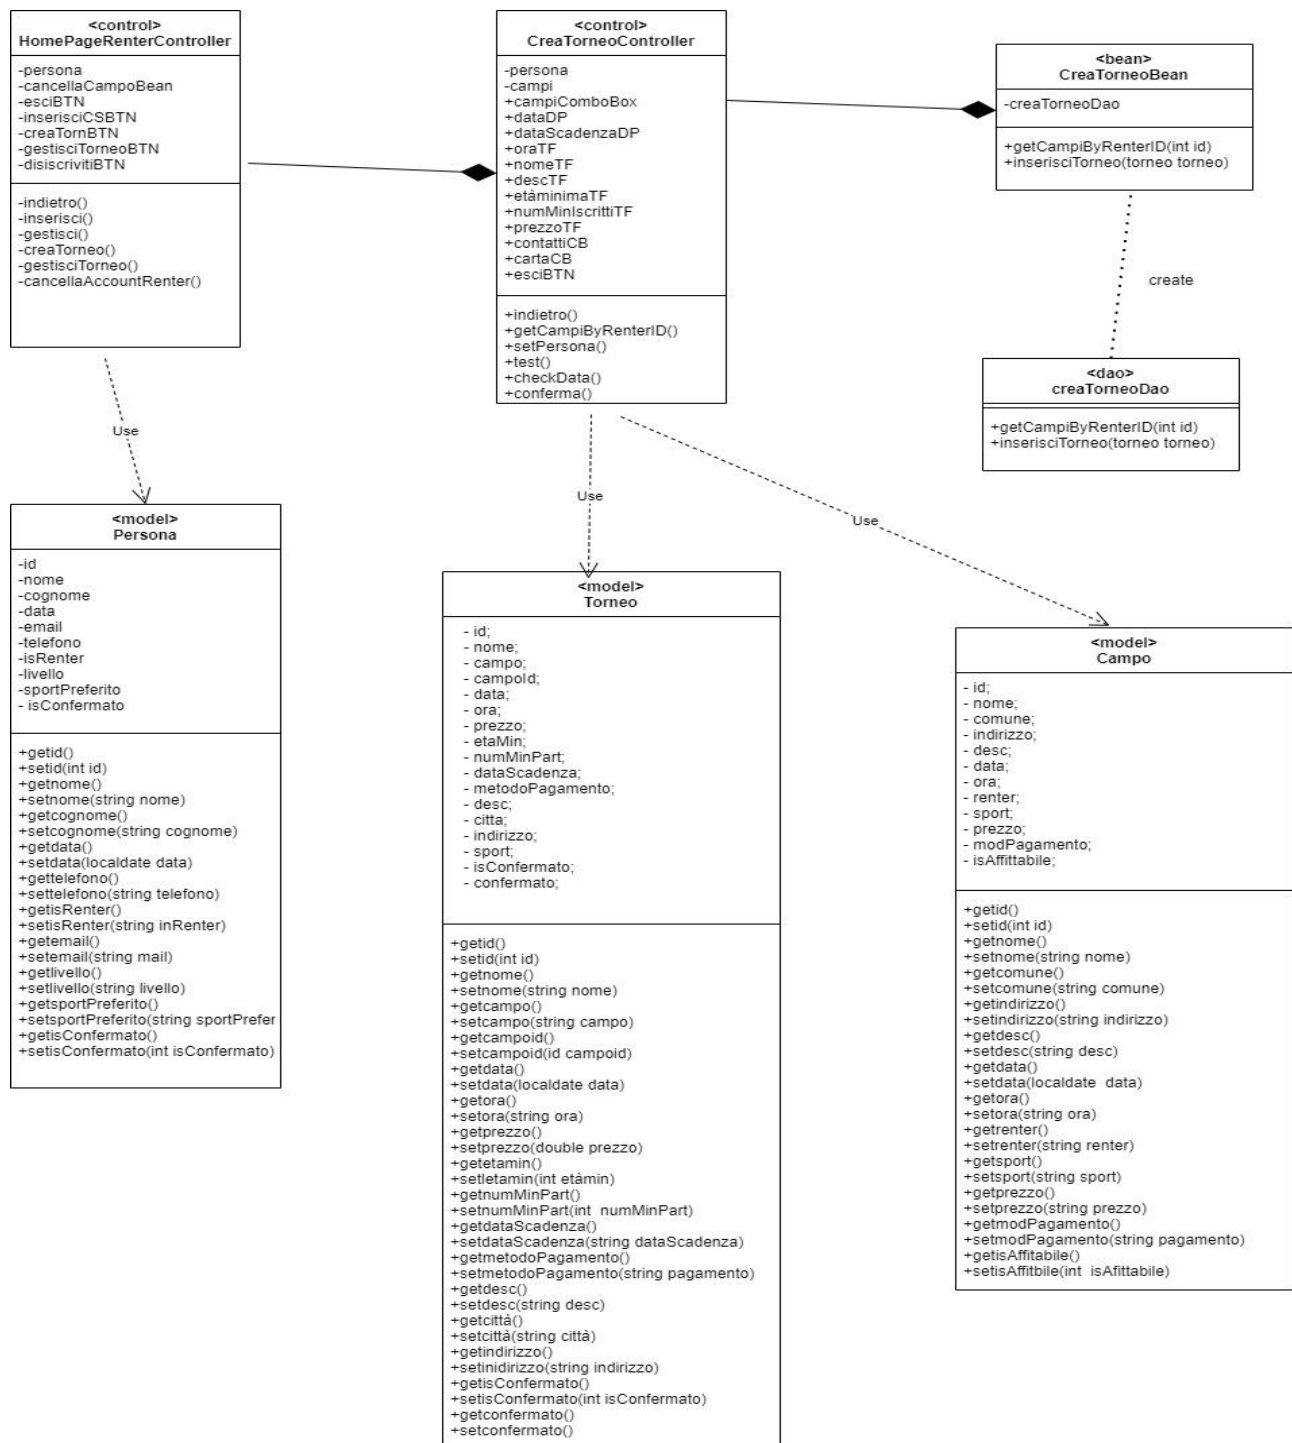 <control>
HomePageRenterController
-persona
-cancellaCampoBean
-esciBTN
-inserisciCSBTN
-creaTornBTN
-gestisciTorneoBTN
-disiscrivitiBTN
-indietro()
-inserisci()
-gestisci()
-creaTorneo()
-gestisciTorneo()
-cancellaAccountRenter()
<control>
CreaTorneoController
-persona
-campi
+campiComboBox
+dataDP
+dataScadenzaDP
+oraTF
+nomeTF
+descTF
+etàminimaTF
+numMinIscrittiTF
+prezzoTF
+contattiCB
+cartaCB
+esciBTN
+indietro()
+getCampiByRenterID()
+setPersona()
+test()
+checkData()
+conferma()
<bean>
CreaTorneoBean
-creaTorneoDao
+getCampiByRenterID(int id)
+inserisciTorneo(torneo torneo)
create
<dao>
creaTorneoDao
+getCampiByRenterID(int id)
+inserisciTorneo(torneo torneo)
Use
Use
Use
<model>
Persona
-id
-nome
-cognome
-data
-email
-telefono
-isRenter
-livello
-sportPreferito
- isConfermato
+getid()
+setid(int id)
+getnome()
+setnome(string nome)
+getcognome()
+setcognome(string cognome)
+getdata()
+setdata(localdate data)
+gettelefono()
+settelefono(string telefono)
+getisRenter()
+setisRenter(string inRenter)
+getemail()
+setemail(string mail)
+getlivello()
+setlivello(string livello)
+getsportPreferito()
+setsportPreferito(string sportPrefer
+getisConfermato()
+setisConfermato(int isConfermato)
<model>
Torneo
- id;
- nome;
- campo;
- campoId;
- data;
- ora;
- prezzo;
- etaMin;
- numMinPart;
- dataScadenza;
- metodoPagamento;
- desc;
- citta;
- indirizzo;
- sport;
- isConfermato;
- confermato;
+getid()
+setid(int id)
+getnome()
+setnome(string nome)
+getcampo()
+setcampo(string campo)
+getcampoid()
+setcampoid(id campoid)
+getdata()
+setdata(localdate data)
+getora()
+setora(string ora)
+getprezzo()
+setprezzo(double prezzo)
+getetamin()
+setletamin(int etàmin)
+getnumMinPart()
+setnumMinPart(int  numMinPart)
+getdataScadenza()
+setdataScadenza(string dataScadenza)
+getmetodoPagamento()
+setmetodoPagamento(string pagamento)
+getdesc()
+setdesc(string desc)
+getcittà()
+setcittà(string città)
+getindirizzo()
+setinidirizzo(string indirizzo)
+getisConfermato()
+setisConfermato(int isConfermato)
+getconfermato()
+setconfermato()
<model>
Campo
- id;
- nome;
- comune;
- indirizzo;
- desc;
- data;
- ora;
- renter;
- sport;
- prezzo;
- modPagamento;
- isAffittabile;
+getid()
+setid(int id)
+getnome()
+setnome(string nome)
+getcomune()
+setcomune(string comune)
+getindirizzo()
+setindirizzo(string indirizzo)
+getdesc()
+setdesc(string desc)
+getdata()
+setdata(localdate  data)
+getora()
+setora(string ora)
+getrenter()
+setrenter(string renter)
+getsport()
+setsport(string sport)
+getprezzo()
+setprezzo(string prezzo)
+getmodPagamento()
+setmodPagamento(string pagamento)
+getisAffitabile()
+setisAffitbile(int  isAfittabile)